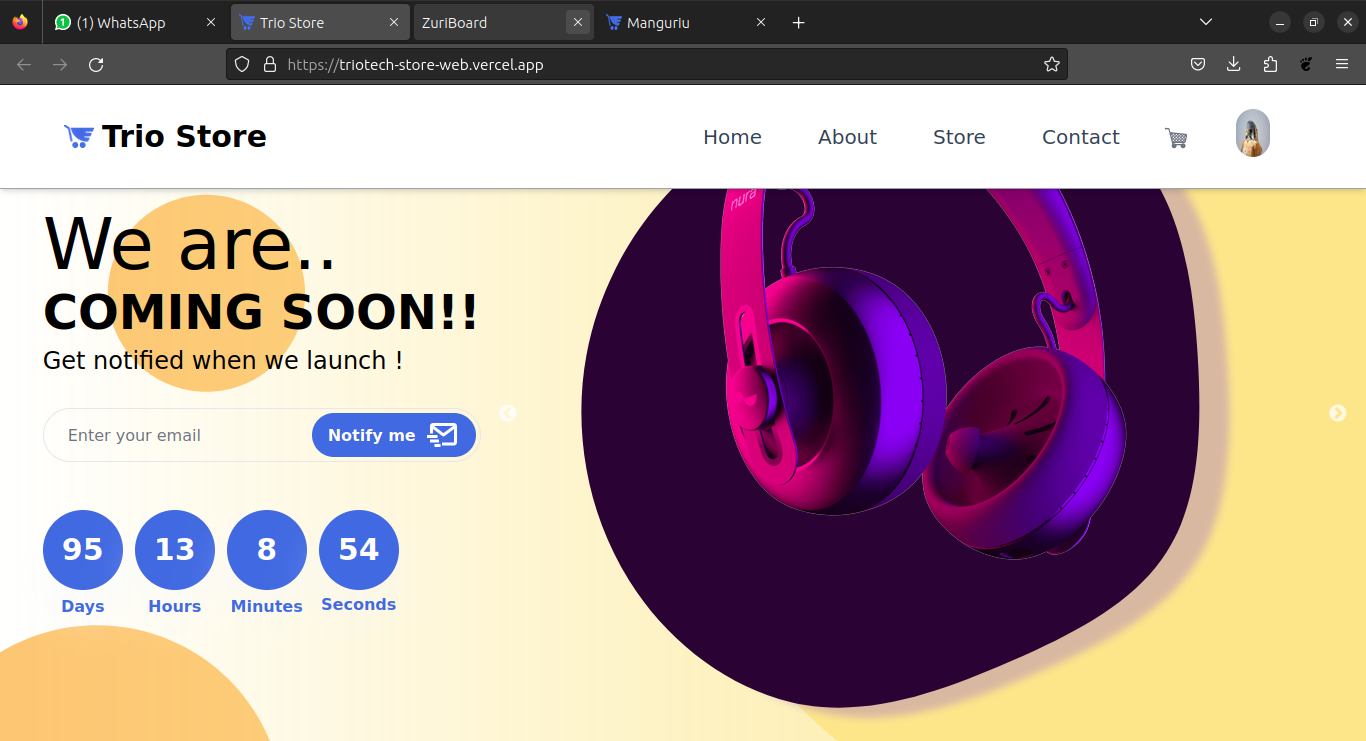 (1) WhatsApp
Trio Store
ZuriBoard
Manguriu
https://triotech-store-web.vercel.app
Trio Store
Home
About
Store
Contact
We are..
COMING SOON!!
Get notified when we launch !
Enter your email
Notify me
95
13
8
54
Days
Hours
Minutes
Seconds
nura